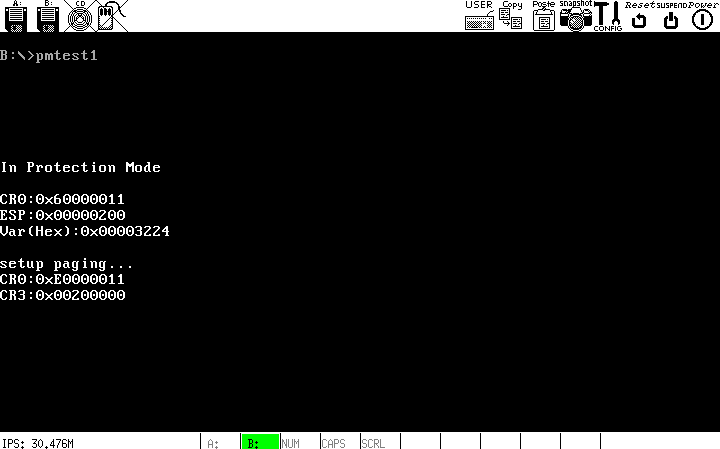 A: B: CD USER Copy Paste snapshot CONFIG Reset SUSPEND Power
B:\>pmtest1
In Protection Mode
CR0:0x60000011
ESP:0x00000200
Var(Hex):0x00003224
setup paging...
CR0:0xE0000011
CR3:0x00200000
IPS: 30.476M A: B: NUM CAPS SCRL